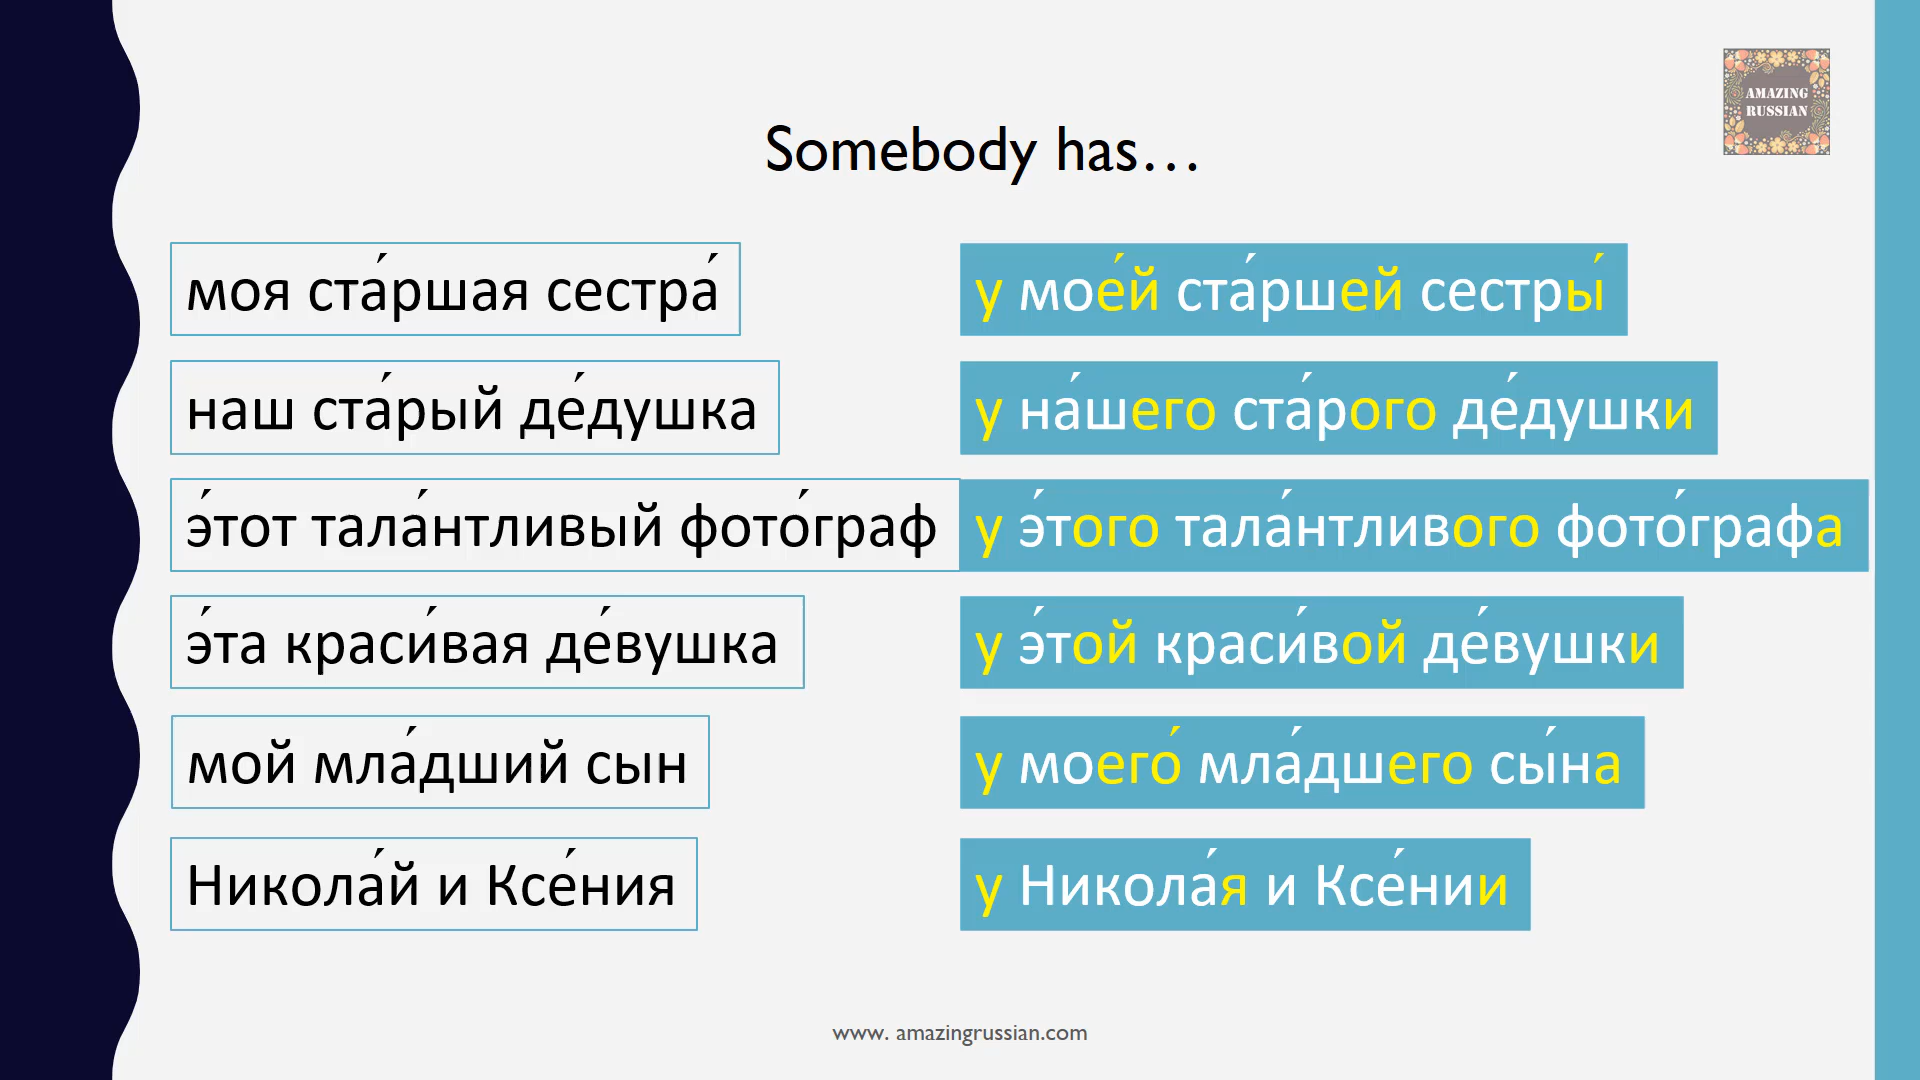 AMAZING
RUSSIAN
Somebody has…
моя ста́ршая сестра́
у мое́й ста́ршей сестры́
наш ста́рый де́душка
у на́шего ста́рого де́душки
э́тот тала́нтливый фото́граф
у э́того тала́нтливого фото́графа
э́та краси́вая де́вушка
у э́той краси́вой де́вушки
мой мла́дший сын
у моего́ мла́дшего сы́на
Никола́й и Ксе́ния
у Никола́я и Ксе́нии
www. amazingrussian.com